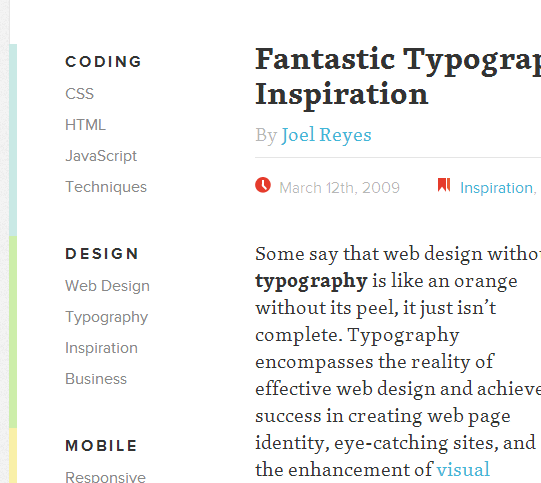 CODING
CSS
HTML
JavaScript
Techniques
DESIGN
Web Design
Typography
Inspiration
Business
MOBILE
Responsive
Fantastic Typograp
Inspiration
By Joel Reyes
March 12th, 2009 Inspiration,
Some say that web design withou
typography is like an orange
without its peel, it just isn’t
complete. Typography
encompasses the reality of
effective web design and achieve
success in creating web page
identity, eye-catching sites, and
the enhancement of visual